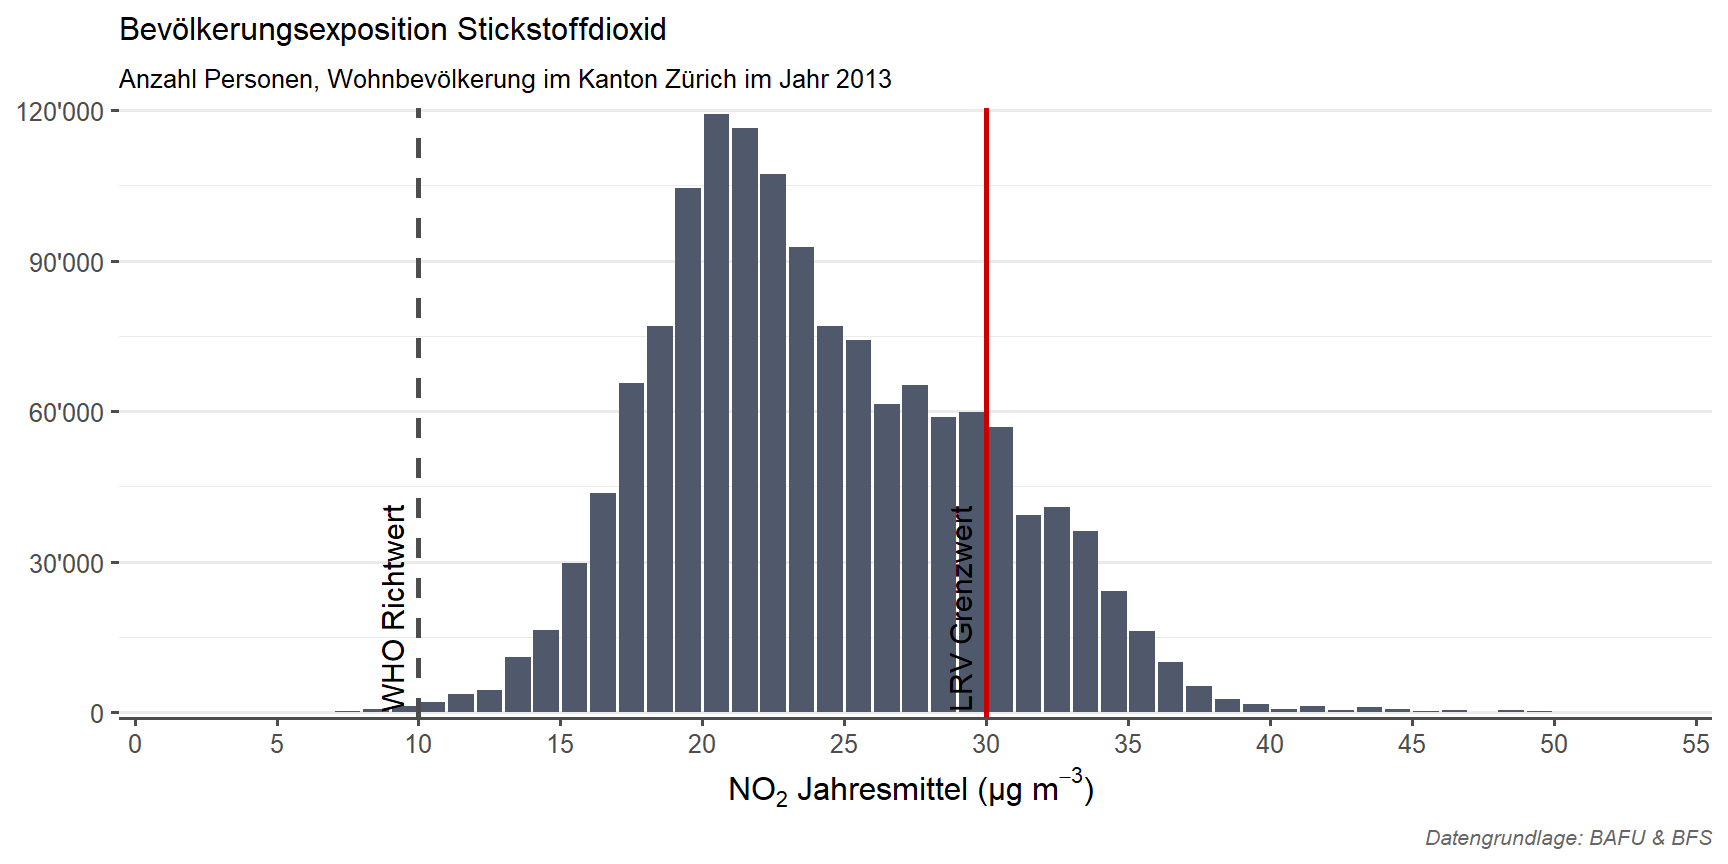 Bevölkerungsexposition Stickstoffdioxid
Anzahl Personen, Wohnbevölkerung im Kanton Zürich im Jahr 2013
120'000
90'000
60'000
30'000
0
WHO Richtwert
LRV Grenzwert
0 5 10 15 20 25 30 35 40 45 50 55
NO₂ Jahresmittel (µg m⁻³)
Datengrundlage: BAFU & BFS